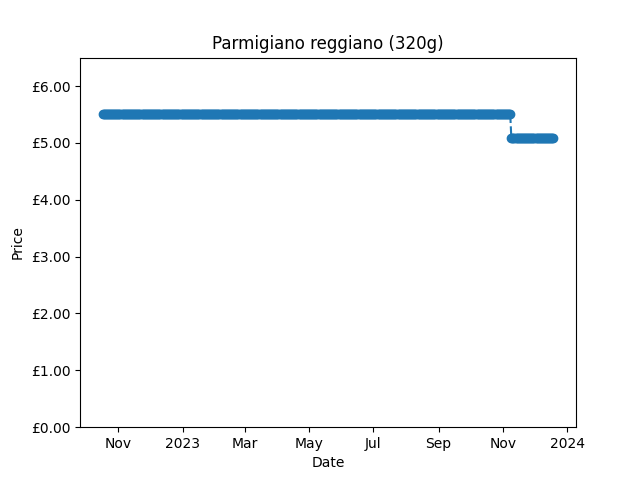 Parmigiano reggiano (320g)
£6.00
£5.00
£4.00
£3.00
£2.00
£1.00
£0.00
Price
Nov 2023 Mar May Jul Sep Nov 2024
Date